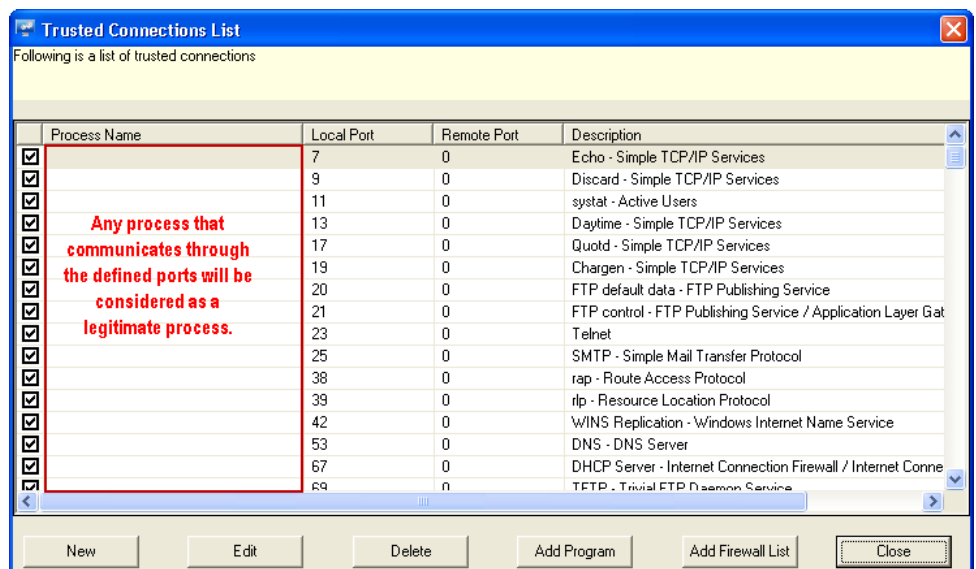 Trusted Connections List
Following is a list of trusted connections
Process Name Local Port Remote Port Description
7 0 Echo - Simple TCP/IP Services
9 0 Discard - Simple TCP/IP Services
11 0 systat - Active Users
13 0 Daytime - Simple TCP/IP Services
17 0 Quotd - Simple TCP/IP Services
19 0 Chargen - Simple TCP/IP Services
20 0 FTP default data - FTP Publishing Service
21 0 FTP control - FTP Publishing Service / Application Layer Gat
23 0 Telnet
25 0 SMTP - Simple Mail Transfer Protocol
38 0 rap - Route Access Protocol
39 0 rlp - Resource Location Protocol
42 0 WINS Replication - Windows Internet Name Service
53 0 DNS - DNS Server
67 0 DHCP Server - Internet Connection Firewall / Internet Conne
69 0 TFTP - Trivial FTP Daemon Service
Any process that
communicates through
the defined ports will be
considered as a
legitimate process.
New Edit Delete Add Program Add Firewall List Close